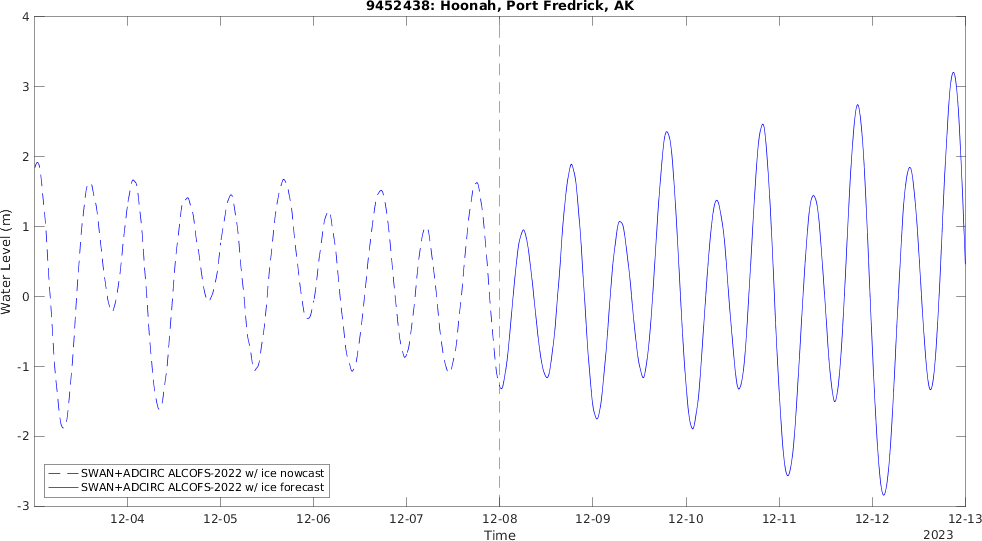 9452438: Hoonah, Port Fredrick, AK
4
3
2
1
0
-1
-2
-3
Water Level (m)
SWAN+ADCIRC ALCOFS-2022 w/ ice nowcast
SWAN+ADCIRC ALCOFS-2022 w/ ice forecast
12-04 12-05 12-06 12-07 12-08 12-09 12-10 12-11 12-12 12-13
Time
2023